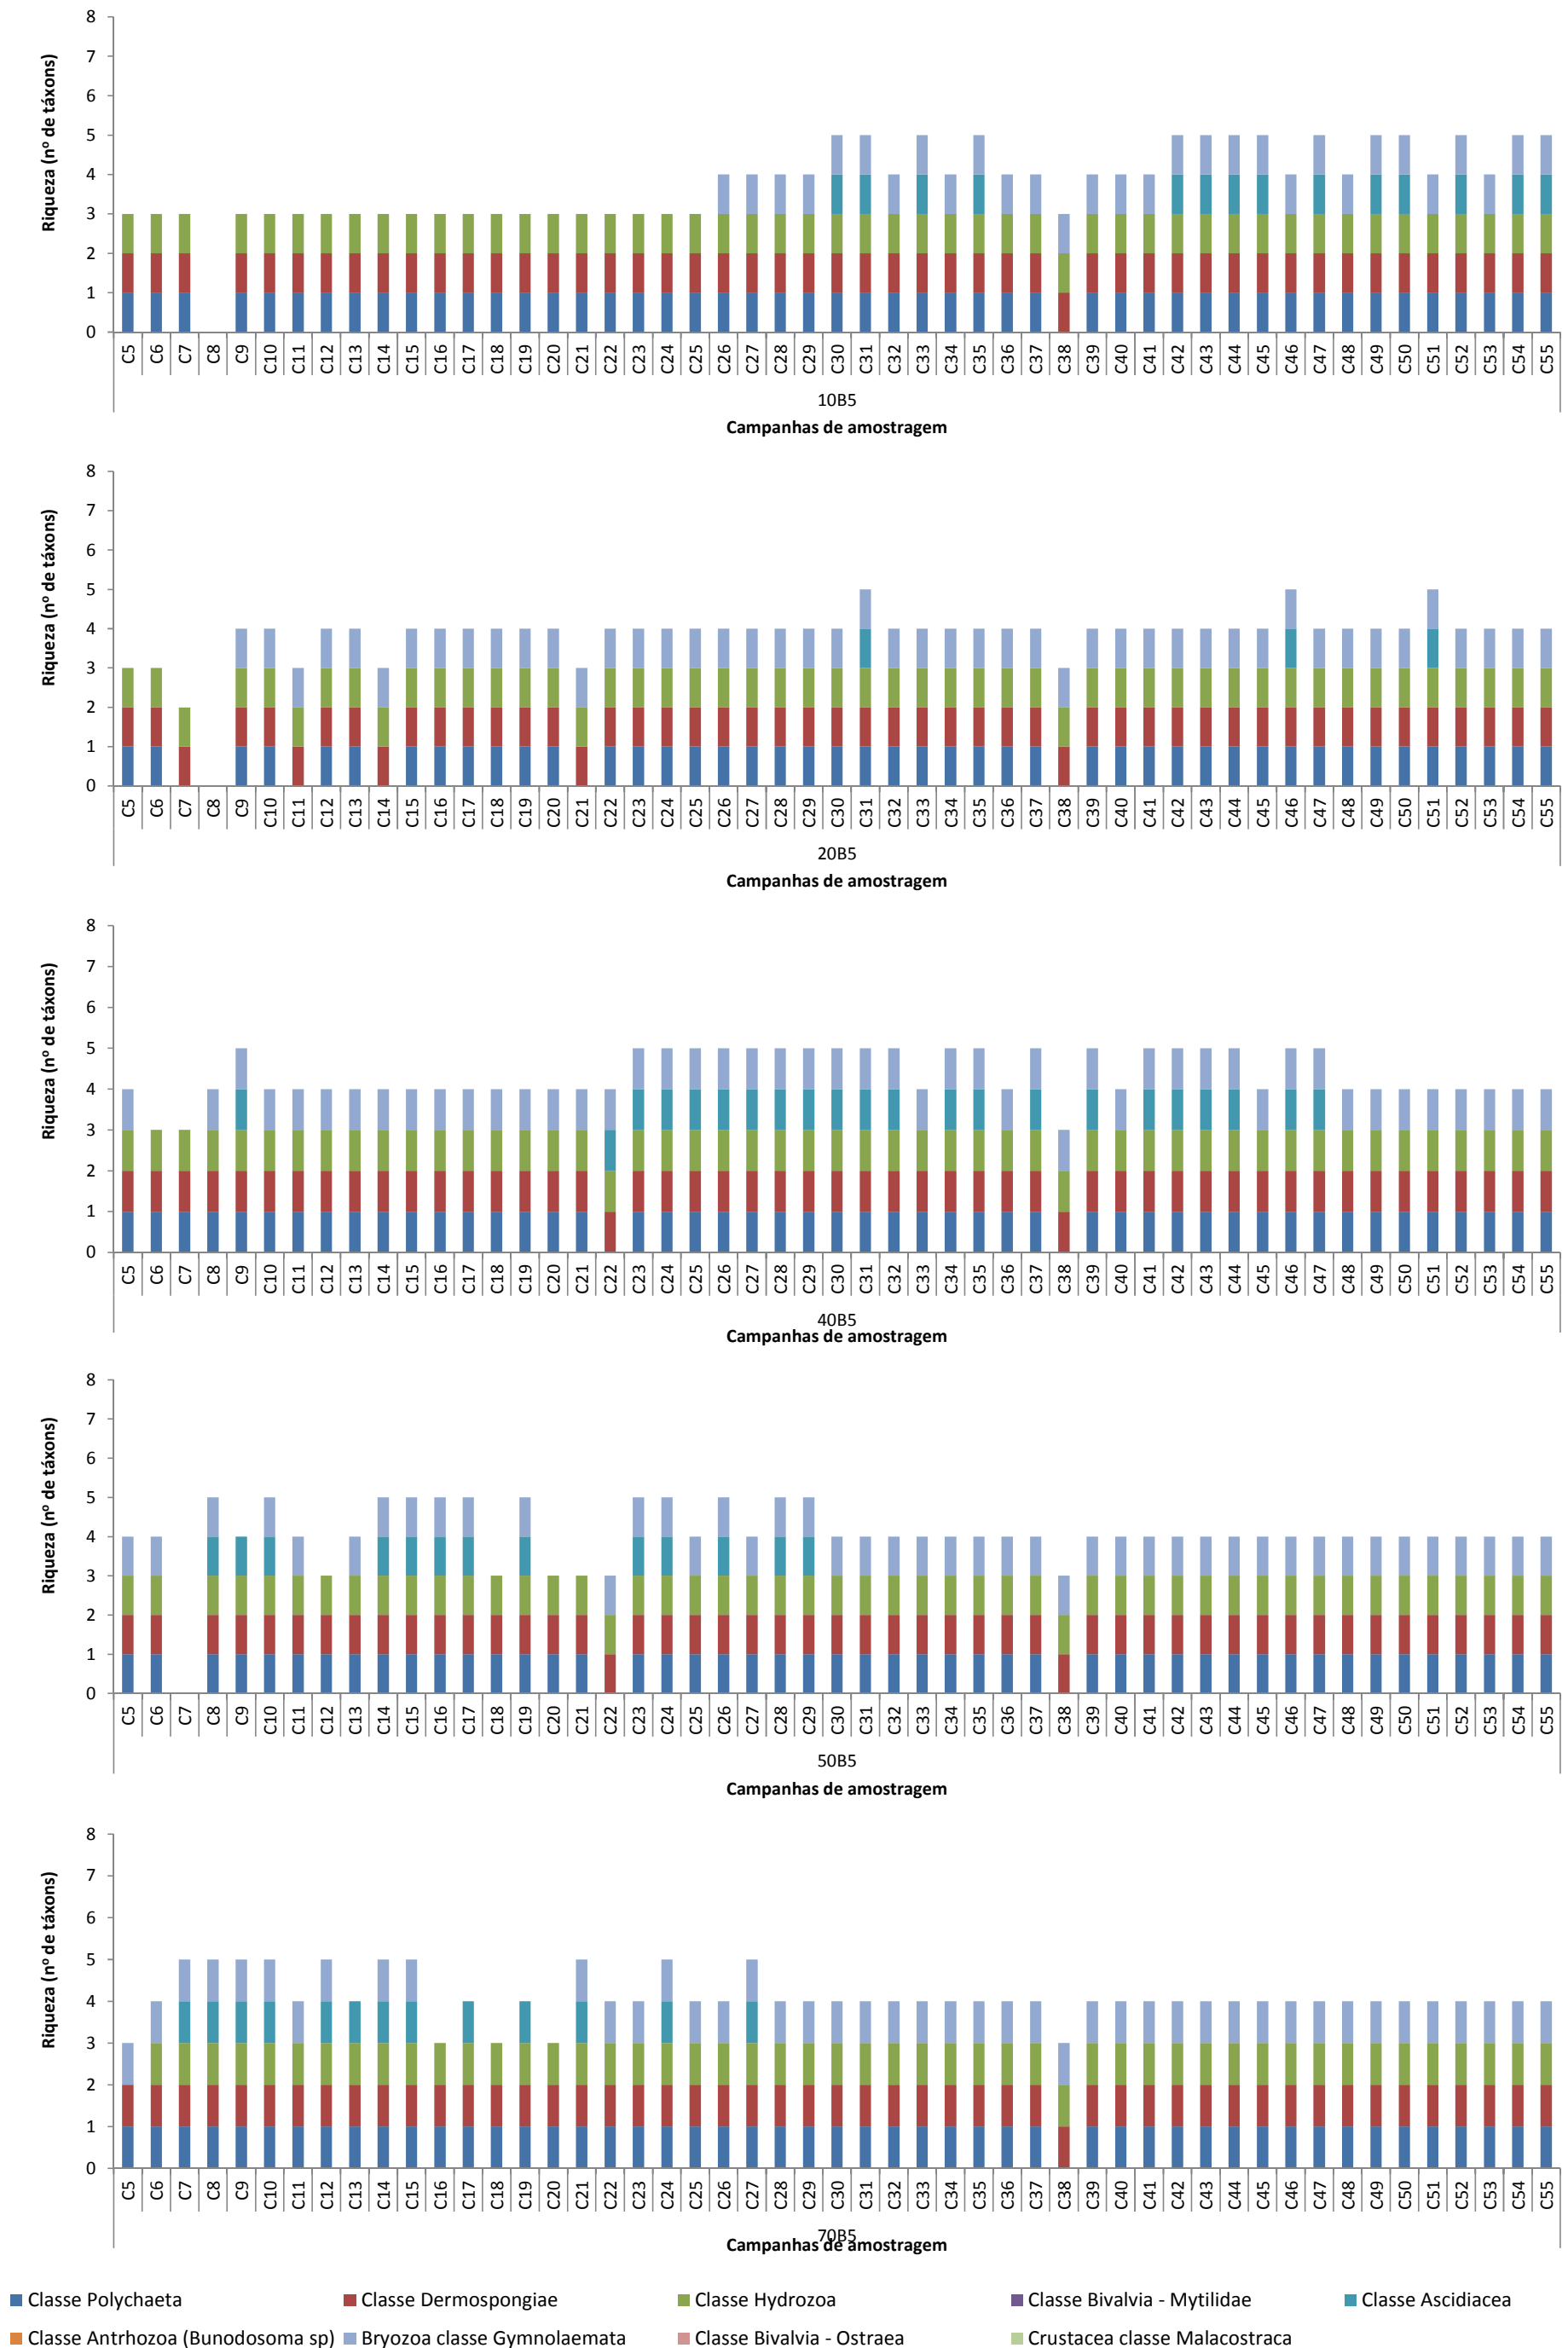 Riqueza (nº de táxons)
8
7
6
5
4
3
2
1
0
C5 C6 C7 C8 C9 C10 C11 C12 C13 C14 C15 C16 C17 C18 C19 C20 C21 C22 C23 C24 C25 C26 C27 C28 C29 C30 C31 C32 C33 C34 C35 C36 C37 C38 C39 C40 C41 C42 C43 C44 C45 C46 C47 C48 C49 C50 C51 C52 C53 C54 C55
10B5
Campanhas de amostragem
Riqueza (nº de táxons)
8
7
6
5
4
3
2
1
0
C5 C6 C7 C8 C9 C10 C11 C12 C13 C14 C15 C16 C17 C18 C19 C20 C21 C22 C23 C24 C25 C26 C27 C28 C29 C30 C31 C32 C33 C34 C35 C36 C37 C38 C39 C40 C41 C42 C43 C44 C45 C46 C47 C48 C49 C50 C51 C52 C53 C54 C55
20B5
Campanhas de amostragem
Riqueza (nº de táxons)
8
7
6
5
4
3
2
1
0
C5 C6 C7 C8 C9 C10 C11 C12 C13 C14 C15 C16 C17 C18 C19 C20 C21 C22 C23 C24 C25 C26 C27 C28 C29 C30 C31 C32 C33 C34 C35 C36 C37 C38 C39 C40 C41 C42 C43 C44 C45 C46 C47 C48 C49 C50 C51 C52 C53 C54 C55
40B5
Campanhas de amostragem
Riqueza (nº de táxons)
8
7
6
5
4
3
2
1
0
C5 C6 C7 C8 C9 C10 C11 C12 C13 C14 C15 C16 C17 C18 C19 C20 C21 C22 C23 C24 C25 C26 C27 C28 C29 C30 C31 C32 C33 C34 C35 C36 C37 C38 C39 C40 C41 C42 C43 C44 C45 C46 C47 C48 C49 C50 C51 C52 C53 C54 C55
50B5
Campanhas de amostragem
Riqueza (nº de táxons)
8
7
6
5
4
3
2
1
0
C5 C6 C7 C8 C9 C10 C11 C12 C13 C14 C15 C16 C17 C18 C19 C20 C21 C22 C23 C24 C25 C26 C27 C28 C29 C30 C31 C32 C33 C34 C35 C36 C37 C38 C39 C40 C41 C42 C43 C44 C45 C46 C47 C48 C49 C50 C51 C52 C53 C54 C55
70B5
Campanhas de amostragem
Classe Polychaeta Classe Dermospongiae Classe Hydrozoa Classe Bivalvia - Mytilidae Classe Ascidiacea
Classe Antrhozoa (Bunodosoma sp) Bryozoa classe Gymnolaemata Classe Bivalvia - Ostraea Crustacea classe Malacostraca